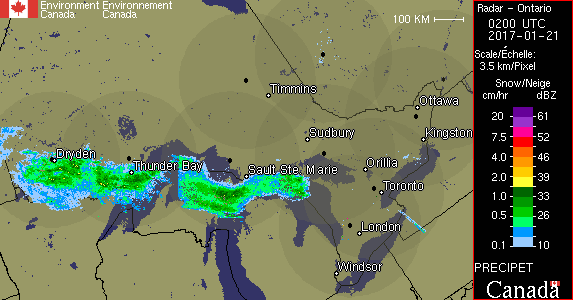 Environment Environnement
Canada Canada
100 KM
Timmins
Ottawa
Sudbury
Kingston
Dryden
Thunder Bay
Sault Ste. Marie
Orillia
Toronto
London
Windsor
Radar - Ontario
0200 UTC
2017-01-21
Scale/Échelle:
3.5 km/Pixel
Snow/Neige
cm/hr dBZ
20 61
7.5 52
4.0 46
2.0 39
1.0 33
0.5 26
0.1 10
PRECIPET
Canada